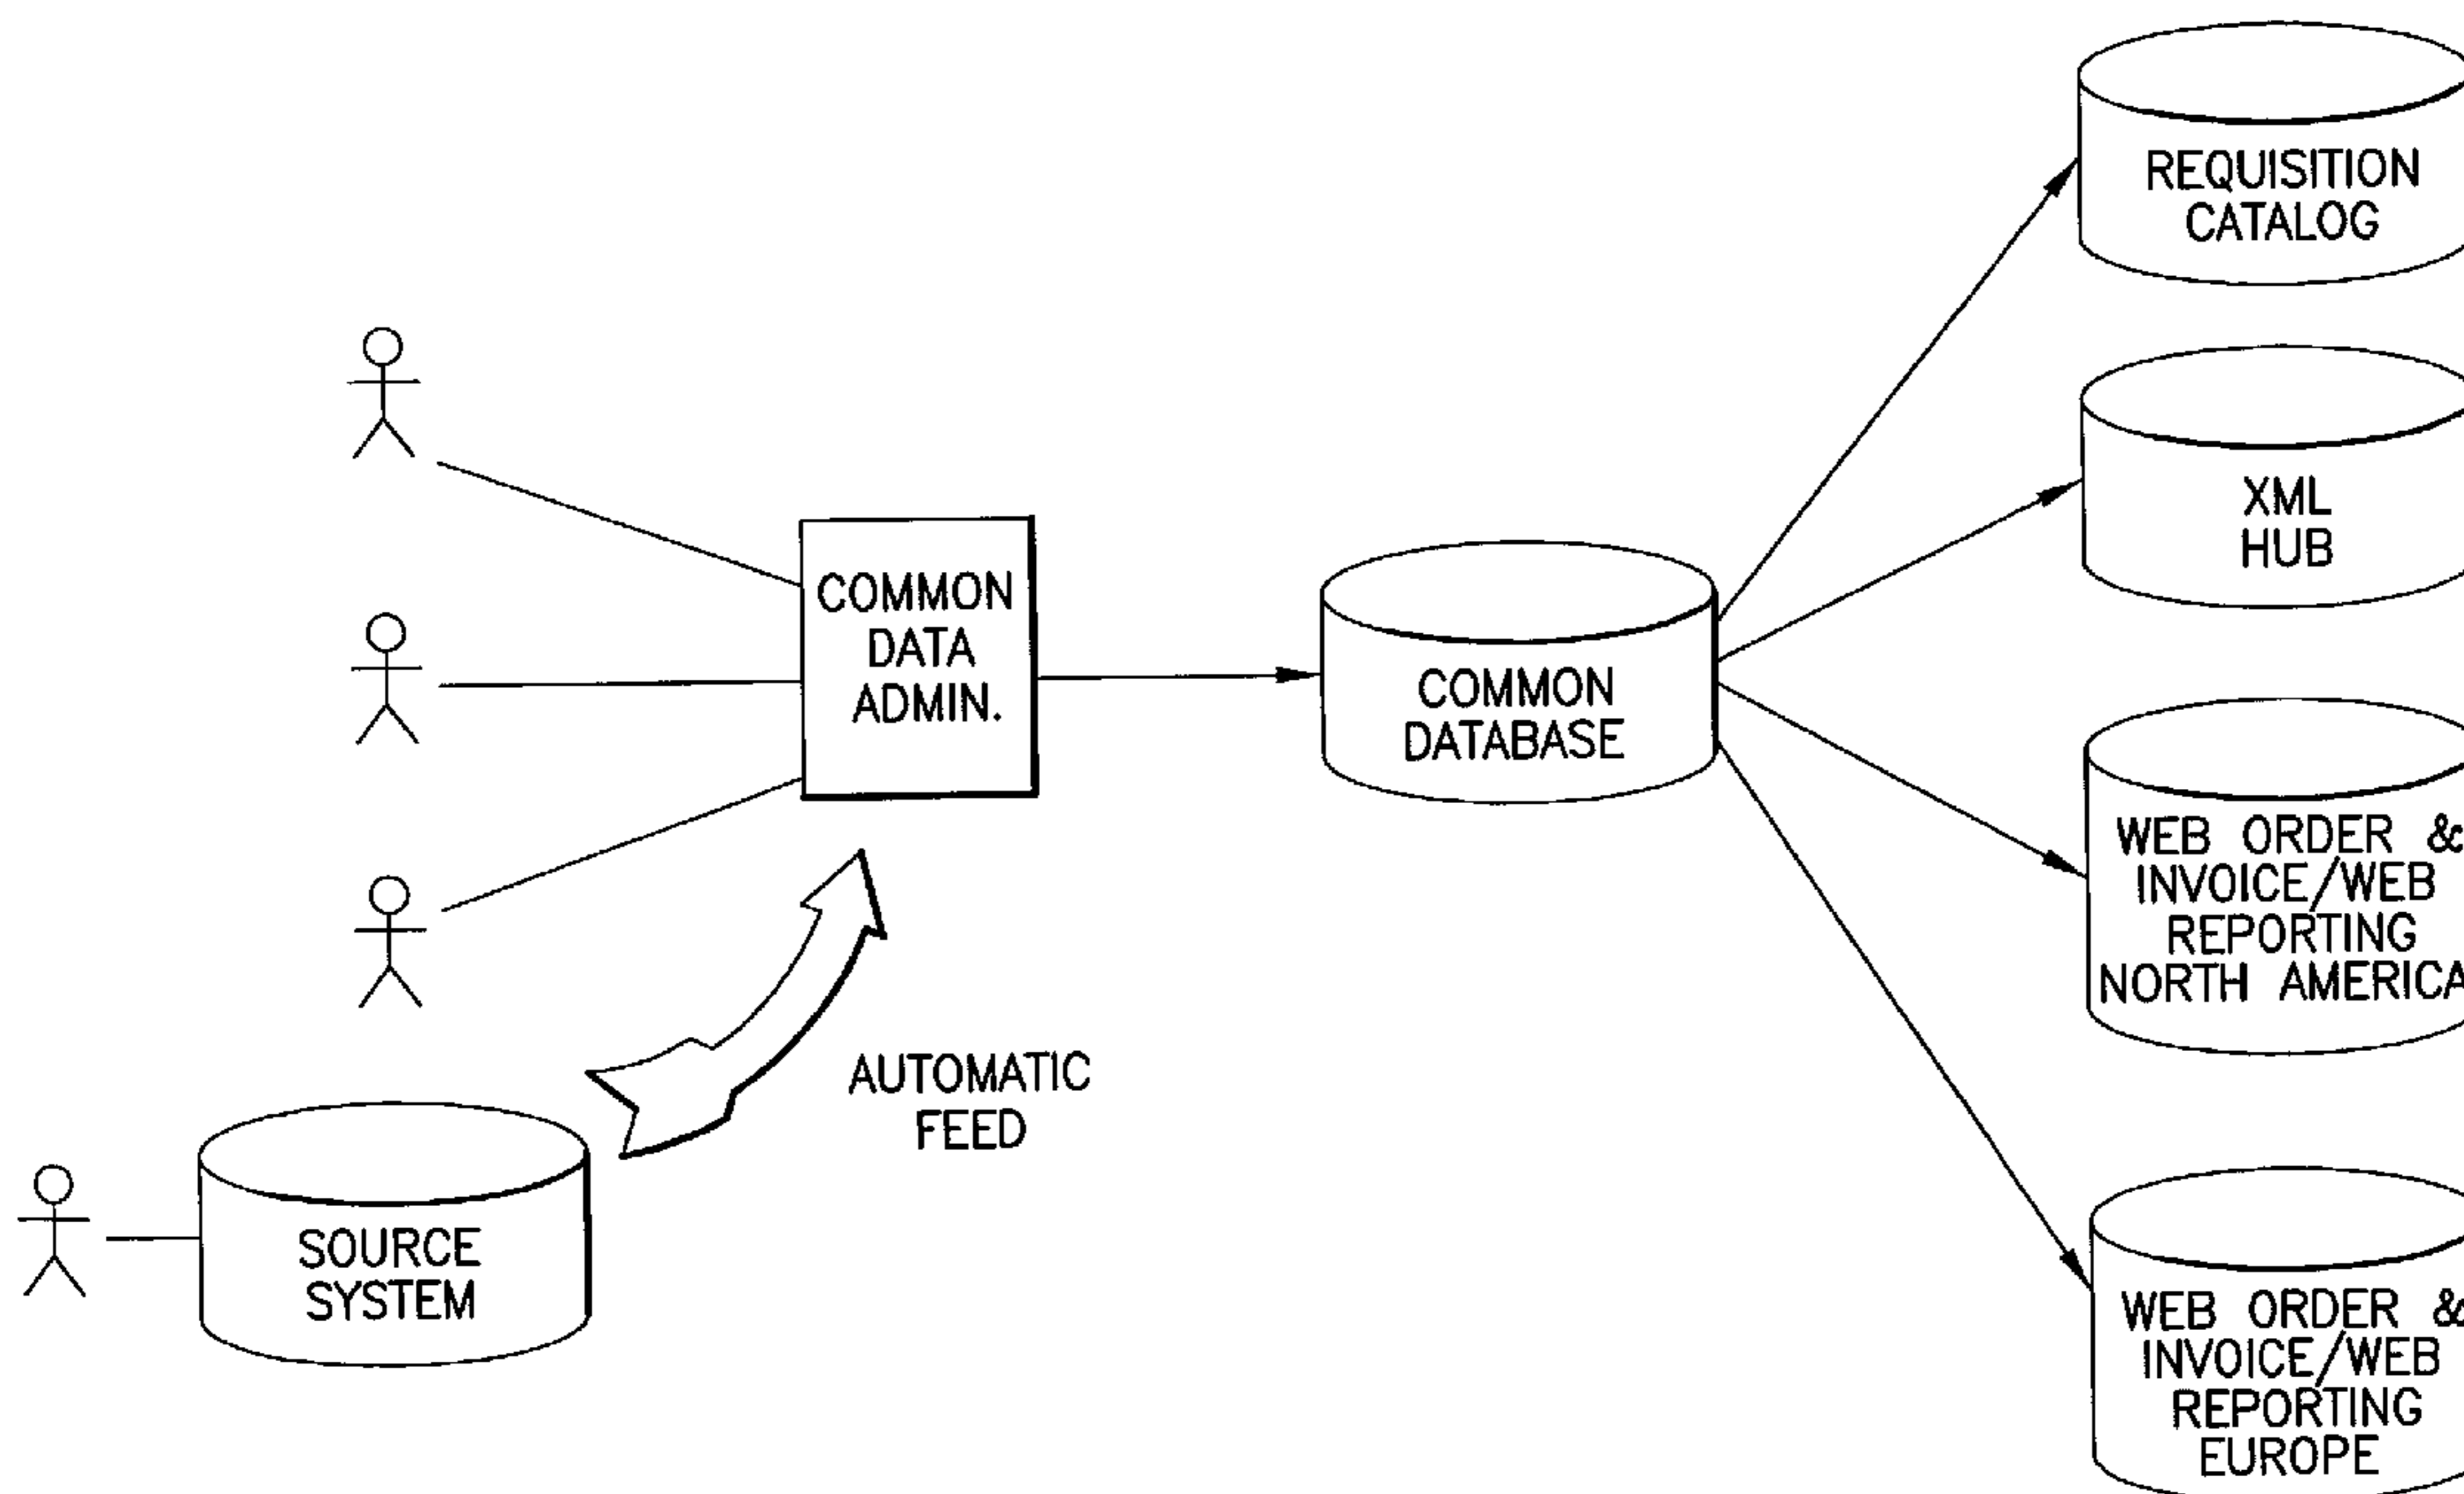 REQUISITION
CATALOG
XML
HUB
COMMON
DATA
ADMIN.
COMMON
DATABASE
WEB ORDER &
INVOICE/WEB
REPORTING
NORTH AMERICA
AUTOMATIC
FEED
SOURCE
SYSTEM
WEB ORDER &
INVOICE/WEB
REPORTING
EUROPE